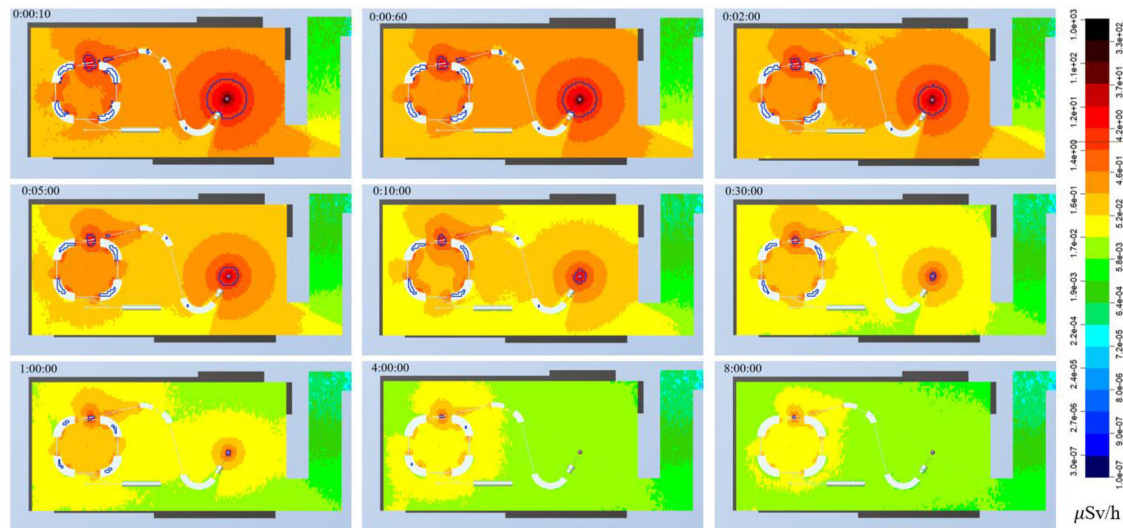 0:00:10
0:00:60
0:02:00
0:05:00
0:10:00
0:30:00
1:00:00
4:00:00
8:00:00
1.0e+03
3.3e+02
1.1e+02
3.7e+01
1.2e+01
4.2e+00
1.4e+00
4.6e-01
1.6e-01
5.2e-02
1.7e-02
5.8e-03
1.9e-03
6.4e-04
2.2e-04
7.2e-05
2.4e-05
8.0e-06
2.7e-06
9.0e-07
3.0e-07
1.0e-07
μSv/h